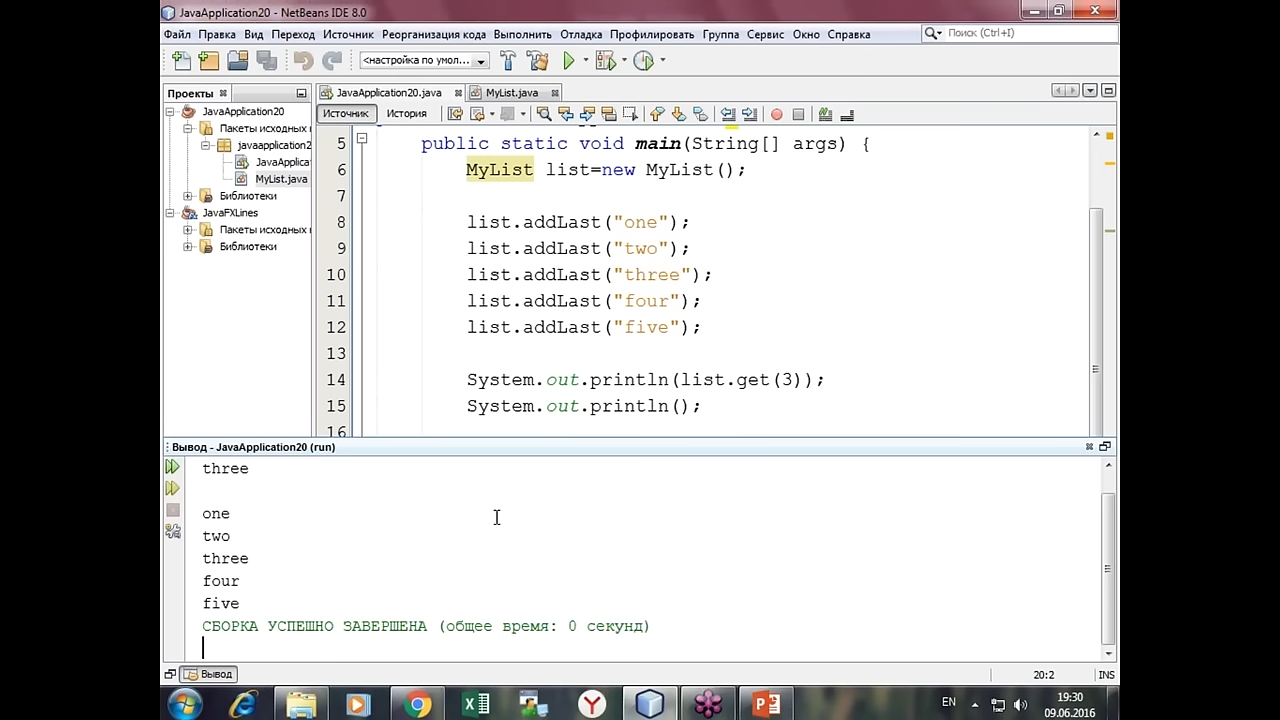 JavaApplication20 - NetBeans IDE 8.0
Файл Правка Вид Переход Источник Реорганизация кода Выполнить Отладка Профилировать Группа Сервис Окно Справка
Поиск (Ctrl+I)
<настройка по умол...
Проекты
JavaApplication20.java
MyList.java
JavaApplication20
Пакеты исходных
javaapplication2
JavaApplica
MyList.java
Библиотеки
JavaFXLines
Пакеты исходных
Библиотеки
Источник История
5 public static void main(String[] args) {
6 MyList list=new MyList();
7
8 list.addLast("one");
9 list.addLast("two");
10 list.addLast("three");
11 list.addLast("four");
12 list.addLast("five");
13
14 System.out.println(list.get(3));
15 System.out.println();
16
Вывод - JavaApplication20 (run)
three
one
two
three
four
five
СБОРКА УСПЕШНО ЗАВЕРШЕНА (общее время: 0 секунд)
Вывод
20:2 INS
EN
19:30
09.06.2016